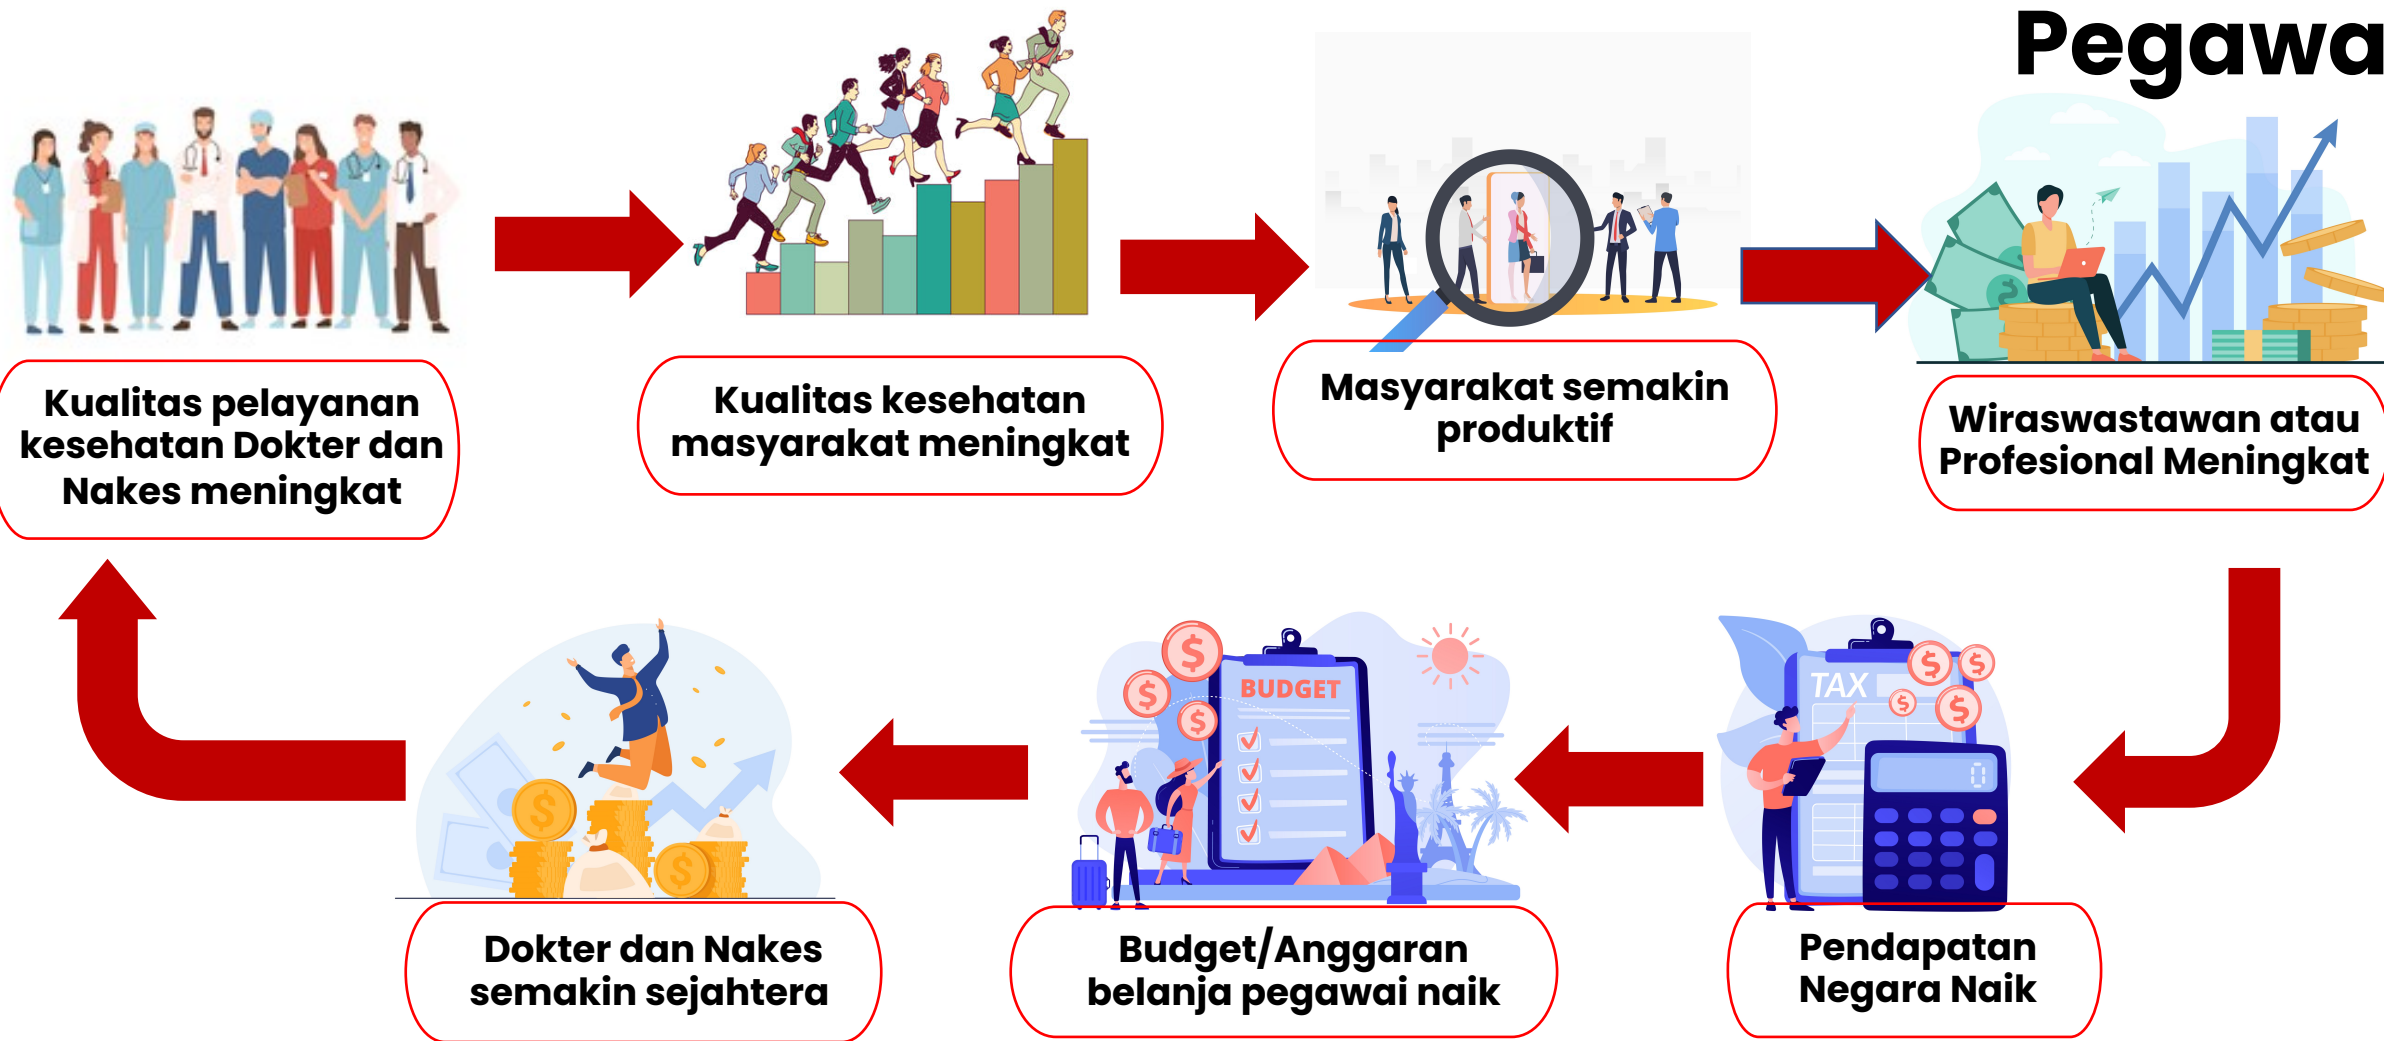 Pegawa
Kualitas pelayanan
kesehatan Dokter dan
Nakes meningkat
Kualitas kesehatan
masyarakat meningkat
Masyarakat semakin
produktif
Wiraswastawan atau
Profesional Meningkat
Pendapatan
Negara Naik
Budget/Anggaran
belanja pegawai naik
Dokter dan Nakes
semakin sejahtera
BUDGET
$
$
$
TAX
$
$
$
$
0
$
$
$